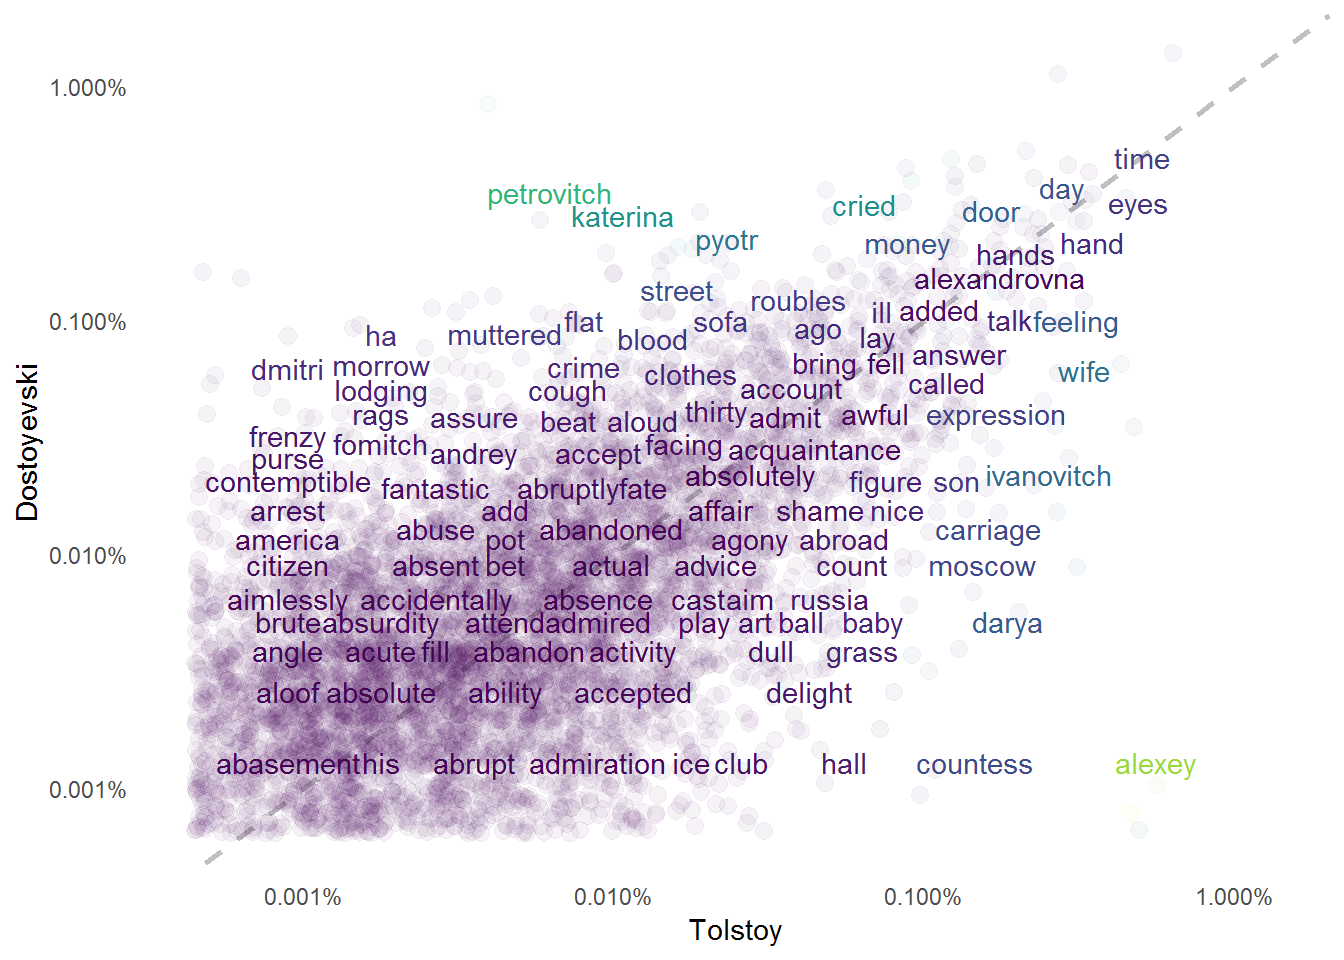 1.000%
time
day
petrovitch
cried
eyes
katerina
door
pyotr
money
hand
hands
alexandrovna
street
roubles
ill
added
muttered
flat
sofa
talk
feeling
0.100%
ha
blood
ago
lay
dmitri
morrow
crime
clothes
bring
fell
answer
wife
lodging
cough
account
called
rags
assure
beat
aloud
thirty
admit
awful
expression
Dostoyevski
frenzy
fomitch
facing
purse
andrey
accept
acquaintance
contemptible
fantastic
abruptly
fate
absolutely
figure
son
ivanovitch
arrest
add
affair
shame
nice
america
abuse
pot
abandoned
agony
abroad
carriage
0.010%
citizen
absent
bet
actual
advice
count
moscow
aimlessly
accidentally
absence
castaim
russia
brute
absurdity
attend
admired
play
art
ball
baby
darya
angle
acute
fill
abandon
activity
dull
grass
aloof
absolute
ability
accepted
delight
abasementhis
abrupt
admiration
ice
club
hall
countess
alexey
0.001%
0.001%
0.010%
0.100%
1.000%
Tolstoy